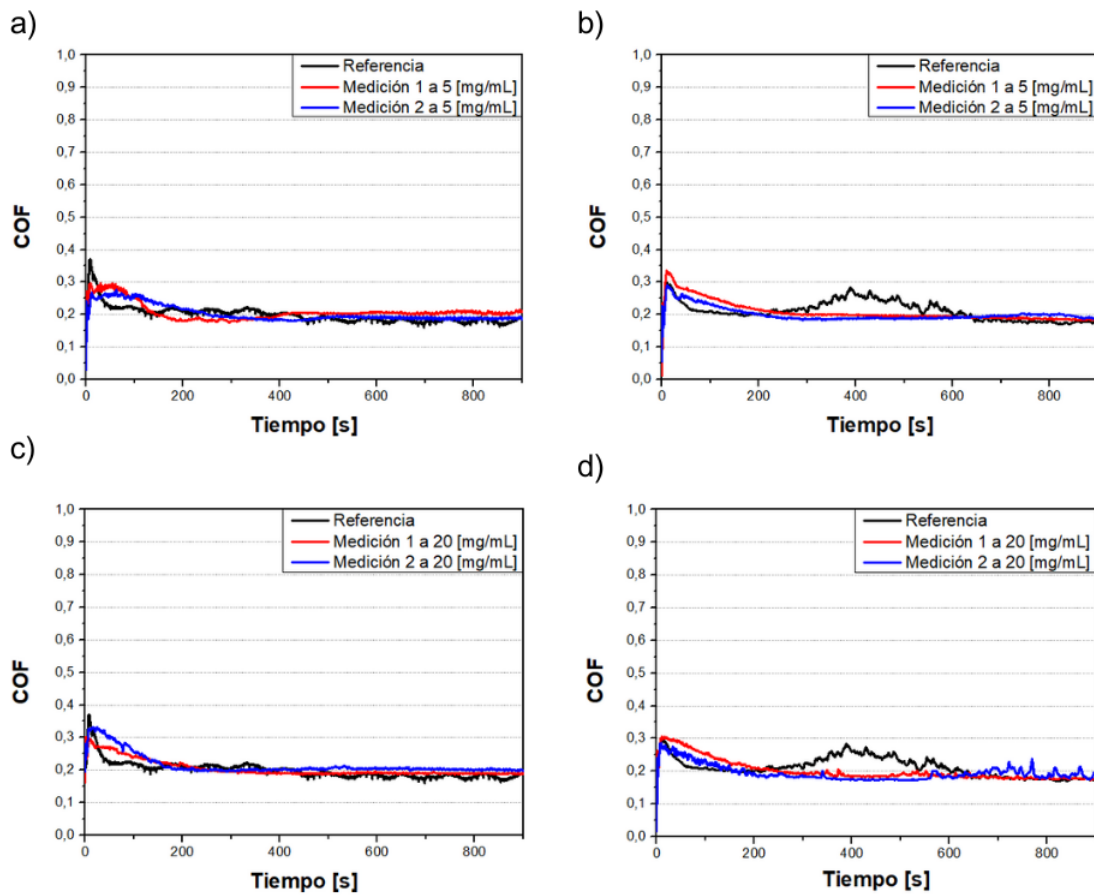 a)
1,0
0,9
0,8
0,7
0,6
0,5
0,4
0,3
0,2
0,1
0,0
COF
Referencia
Medición 1 a 5 [mg/mL]
Medición 2 a 5 [mg/mL]
0 200 400 600 800
Tiempo [s]
b)
1,0
0,9
0,8
0,7
0,6
0,5
0,4
0,3
0,2
0,1
0,0
COF
Referencia
Medición 1 a 5 [mg/mL]
Medición 2 a 5 [mg/mL]
0 200 400 600 800
Tiempo [s]
c)
1,0
0,9
0,8
0,7
0,6
0,5
0,4
0,3
0,2
0,1
0,0
COF
Referencia
Medición 1 a 20 [mg/mL]
Medición 2 a 20 [mg/mL]
0 200 400 600 800
Tiempo [s]
d)
1,0
0,9
0,8
0,7
0,6
0,5
0,4
0,3
0,2
0,1
0,0
COF
Referencia
Medición 1 a 20 [mg/mL]
Medición 2 a 20 [mg/mL]
0 200 400 600 800
Tiempo [s]